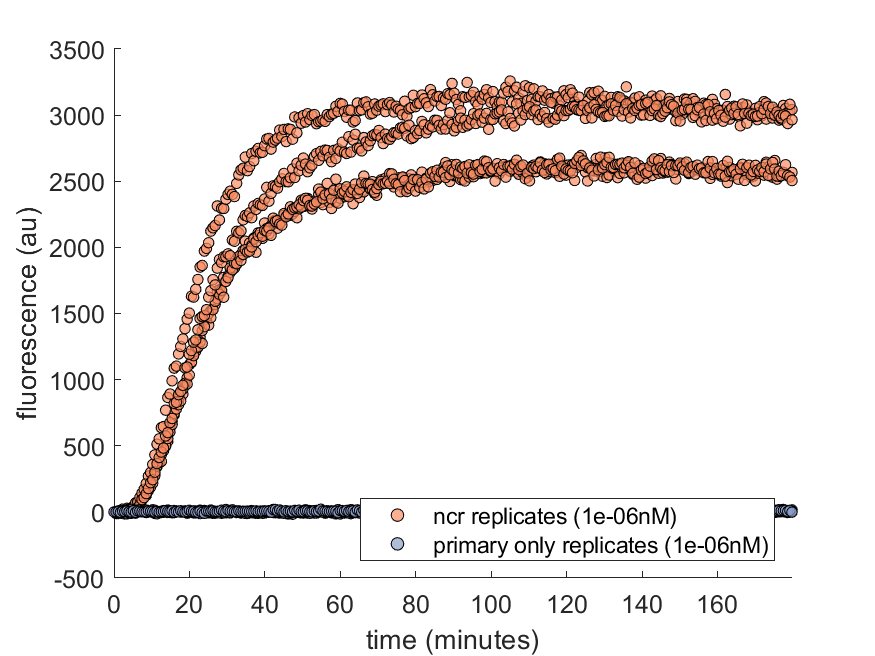 3500
3000
2500
2000
1500
1000
500
0
-500
fluorescence (au)
ncr replicates (1e-06nM)
primary only replicates (1e-06nM)
0 20 40 60 80 100 120 140 160
time (minutes)